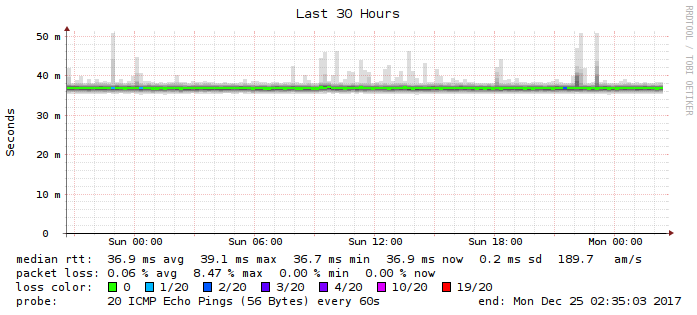 Last 30 Hours
RRDTOOL / TOBI OETIKER
Seconds
50 m
40 m
30 m
20 m
10 m
0
Sun 00:00 Sun 06:00 Sun 12:00 Sun 18:00 Mon 00:00
median rtt: 36.9 ms avg 39.1 ms max 36.7 ms min 36.9 ms now 0.2 ms sd 189.7 am/s
packet loss: 0.06 % avg 8.47 % max 0.00 % min 0.00 % now
loss color: 0 1/20 2/20 3/20 4/20 10/20 19/20
probe: 20 ICMP Echo Pings (56 Bytes) every 60s end: Mon Dec 25 02:35:03 2017